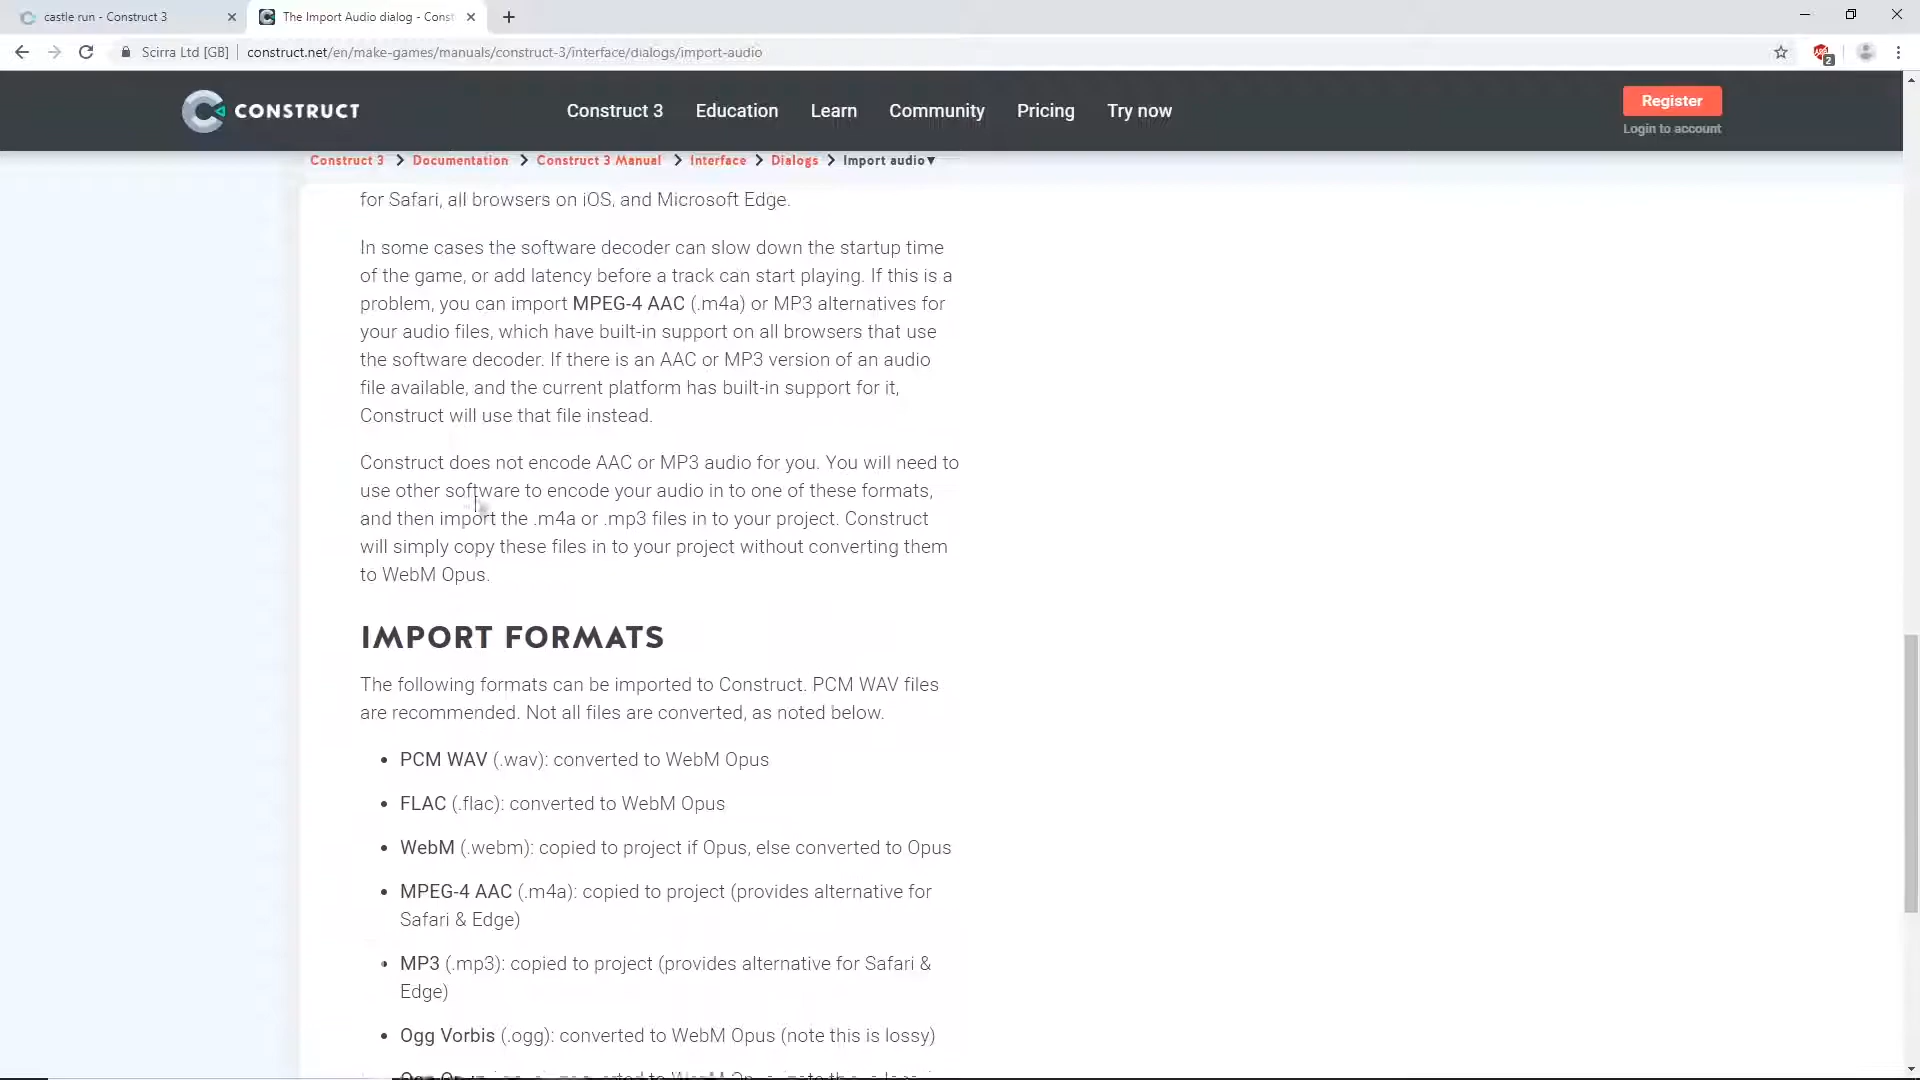 castle run - Construct 3
The Import Audio dialog - Const
Scirra Ltd [GB]
construct.net/en/make-games/manuals/construct-3/interface/dialogs/import-audio
2
CONSTRUCT
Construct 3
Education
Learn
Community
Pricing
Try now
Register
Login to account
Construct 3 > Documentation > Construct 3 Manual > Interface > Dialogs > Import audio▼
for Safari, all browsers on iOS, and Microsoft Edge.
In some cases the software decoder can slow down the startup time
of the game, or add latency before a track can start playing. If this is a
problem, you can import MPEG-4 AAC (.m4a) or MP3 alternatives for
your audio files, which have built-in support on all browsers that use
the software decoder. If there is an AAC or MP3 version of an audio
file available, and the current platform has built-in support for it,
Construct will use that file instead.
Construct does not encode AAC or MP3 audio for you. You will need to
use other software to encode your audio in to one of these formats,
and then import the .m4a or .mp3 files in to your project. Construct
will simply copy these files in to your project without converting them
to WebM Opus.
IMPORT FORMATS
The following formats can be imported to Construct. PCM WAV files
are recommended. Not all files are converted, as noted below.
• PCM WAV (.wav): converted to WebM Opus
• FLAC (.flac): converted to WebM Opus
• WebM (.webm): copied to project if Opus, else converted to Opus
• MPEG-4 AAC (.m4a): copied to project (provides alternative for
Safari & Edge)
• MP3 (.mp3): copied to project (provides alternative for Safari &
Edge)
• Ogg Vorbis (.ogg): converted to WebM Opus (note this is lossy)